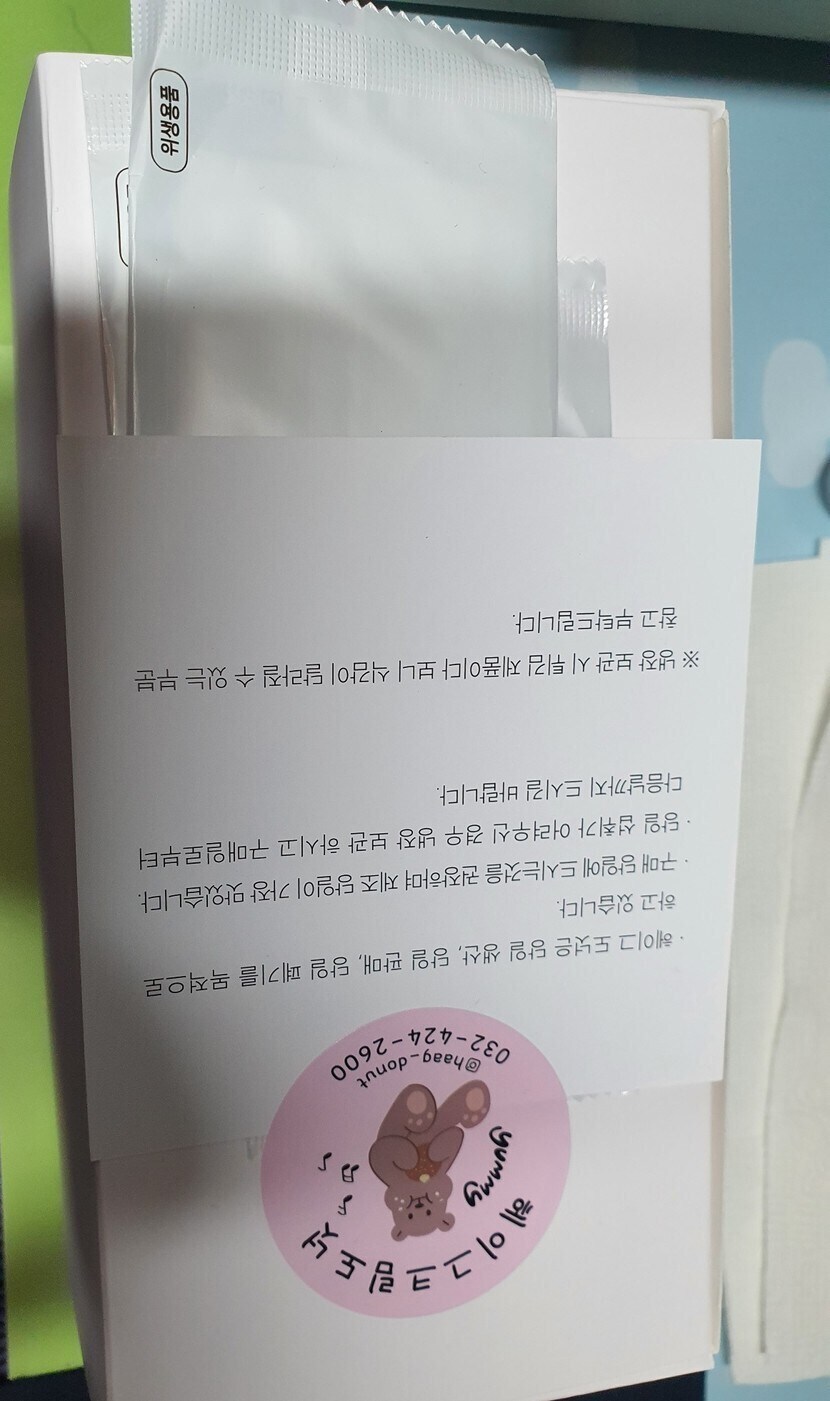 헤이그크림도넛
yummy
@haag_donut
032-424-2600
· 헤이그 도넛은 당일 생산, 당일 판매, 당일 폐기를 목적으로
하고 있습니다.
· 구매 당일에 드시는것을 권장하며 제조 당일이 가장 맛있습니다.
· 당일 섭취가 어려우신 경우 냉장 보관 하시고 구매일로부터
다음날까지 드시길 바랍니다.
※ 냉장 보관 시 튀김 제품이다 보니 식감이 달라질 수 있는 부분
참고 부탁드립니다.
위생용품